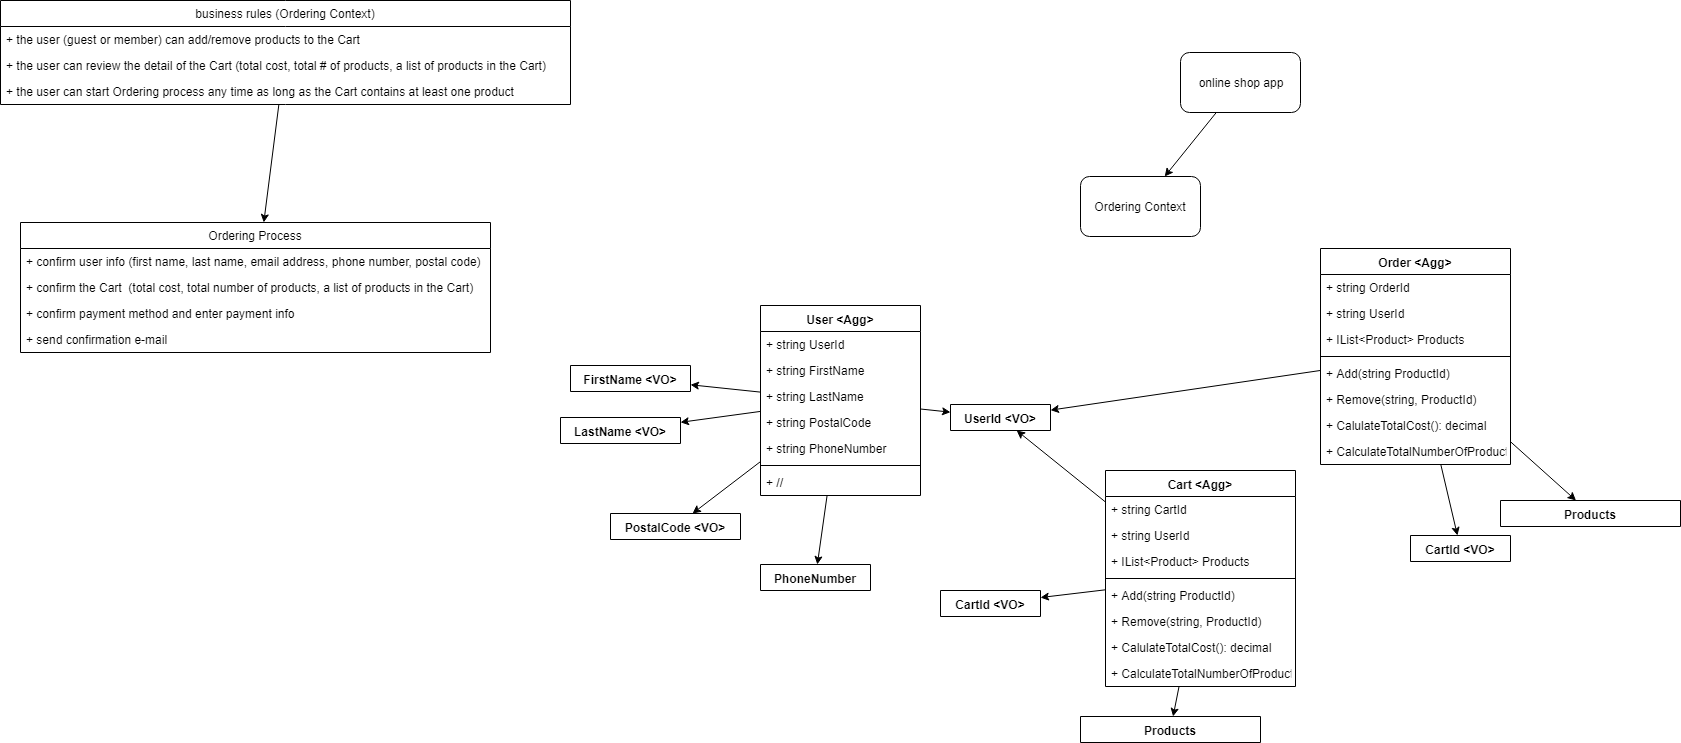 business rules (Ordering Context)
+ the user (guest or member) can add/remove products to the Cart
+ the user can review the detail of the Cart (total cost, total # of products, a list of products in the Cart)
+ the user can start Ordering process any time as long as the Cart contains at least one product
online shop app
Ordering Context
Ordering Process
+ confirm user info (first name, last name, email address, phone number, postal code)
+ confirm the Cart (total cost, total number of products, a list of products in the Cart)
+ confirm payment method and enter payment info
+ send confirmation e-mail
User <Agg>
+ string UserId
+ string FirstName
+ string LastName
+ string PostalCode
+ string PhoneNumber
+ //
FirstName <VO>
LastName <VO>
PostalCode <VO>
PhoneNumber
UserId <VO>
Order <Agg>
+ string OrderId
+ string UserId
+ IList<Product> Products
+ Add(string ProductId)
+ Remove(string, ProductId)
+ CalulateTotalCost(): decimal
+ CalculateTotalNumberOfProduc
Products
CartId <VO>
Cart <Agg>
+ string CartId
+ string UserId
+ IList<Product> Products
+ Add(string ProductId)
+ Remove(string, ProductId)
+ CalulateTotalCost(): decimal
+ CalculateTotalNumberOfProduc
CartId <VO>
Products